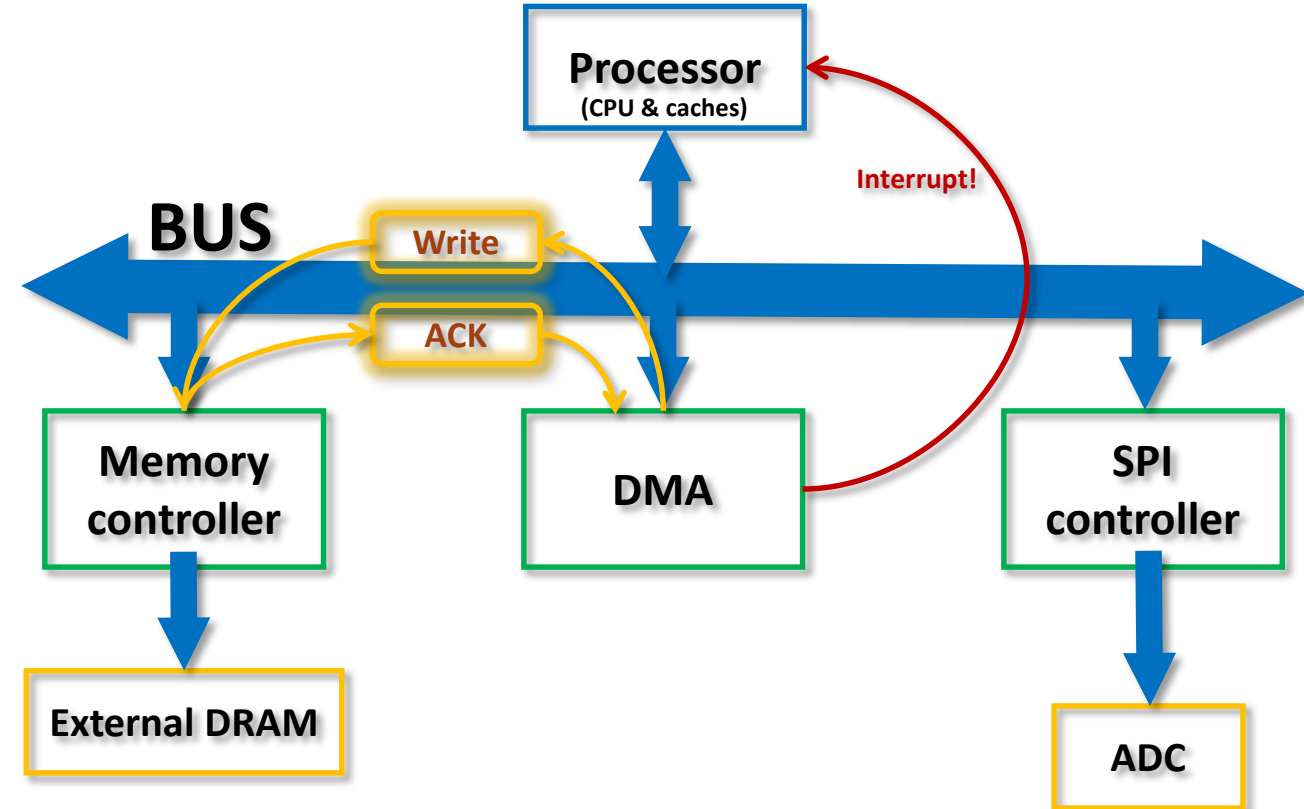 Processor
(CPU & caches)
Interrupt!
BUS
Write
ACK
Memory
controller
DMA
SPI
controller
External DRAM
ADC